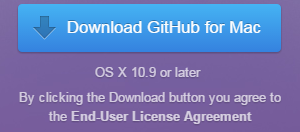 Download GitHub for Mac
OS X 10.9 or later
By clicking the Download button you agree to
the End-User License Agreement